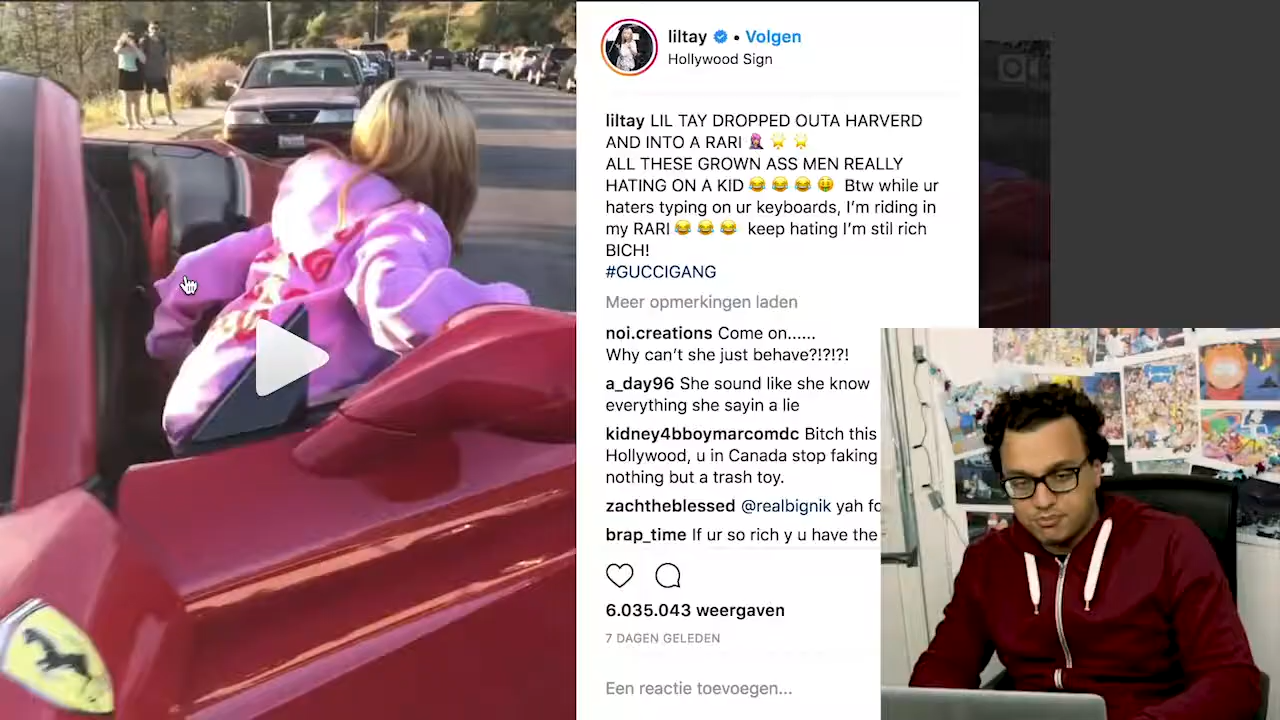 liltay • Volgen
Hollywood Sign
liltay LIL TAY DROPPED OUTA HARVERD
AND INTO A RARI 🧕🏼 🌟 🌟
ALL THESE GROWN ASS MEN REALLY
HATING ON A KID 😂 😂 😂 🤑 Btw while ur
haters typing on ur keyboards, I’m riding in
my RARI 😂 😂 😂 keep hating I’m stil rich
BICH!
#GUCCIGANG
Meer opmerkingen laden
noi.creations Come on......
Why can’t she just behave?!?!?!
a_day96 She sound like she know
everything she sayin a lie
kidney4bboymarcomdc Bitch this
Hollywood, u in Canada stop faking
nothing but a trash toy.
zachtheblessed @realbignik yah
brap_time If ur so rich y u have the
6.035.043 weergaven
7 DAGEN GELEDEN
Een reactie toevoegen...